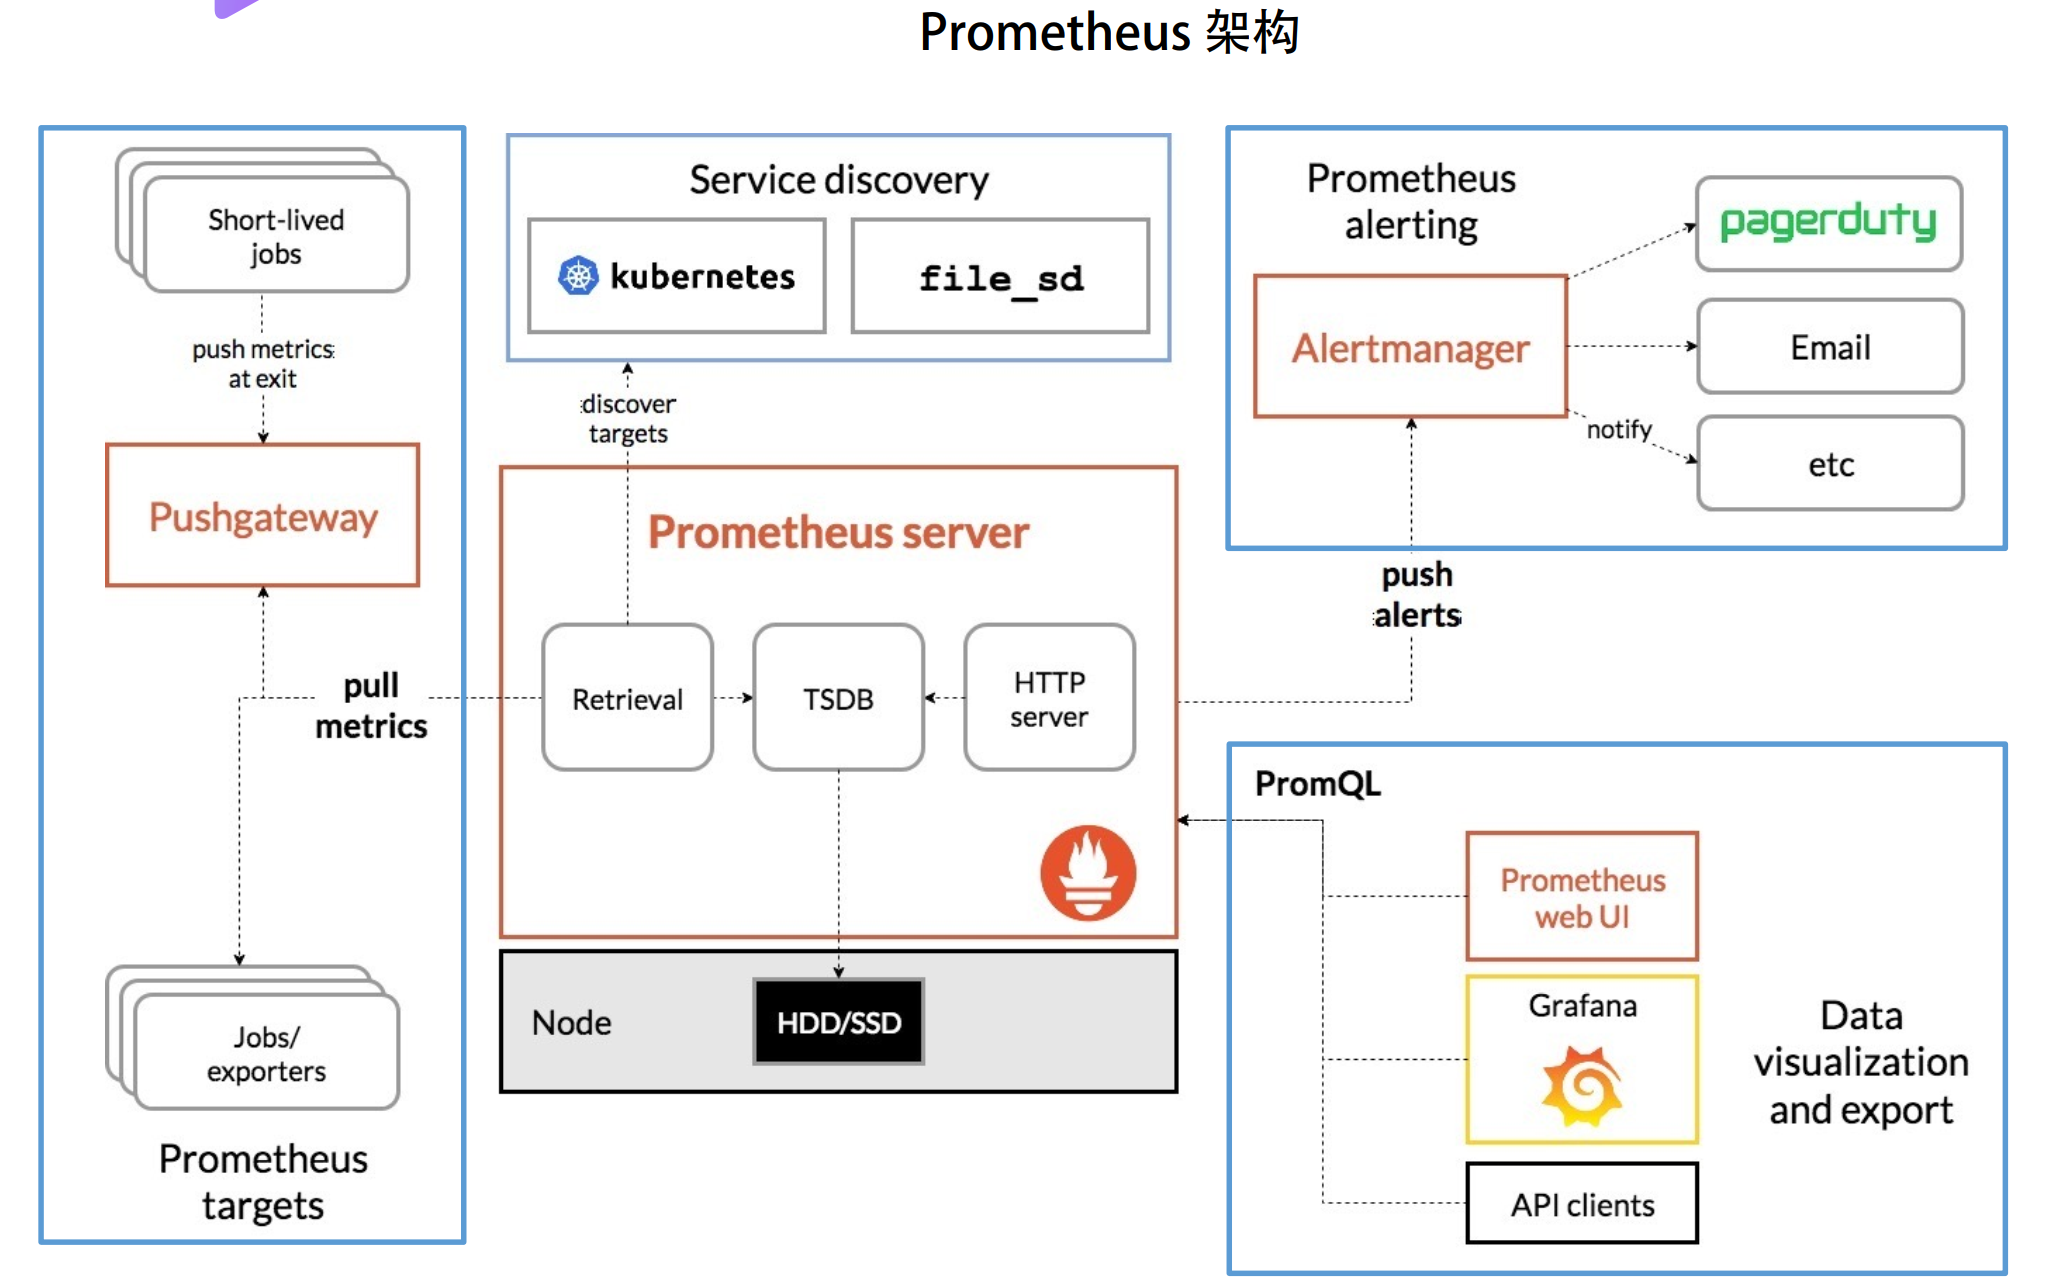 Prometheus 架构
Short-lived
jobs
push metrics
at exit
Pushgateway
pull
metrics
Jobs/
exporters
Prometheus
targets
Service discovery
kubernetes
file_sd
discover
targets
Prometheus server
Retrieval
TSDB
HTTP
server
Node
HDD/SSD
Prometheus
alerting
Alertmanager
pagerduty
Email
notify
etc
push
alerts
PromQL
Prometheus
web UI
Grafana
API clients
Data
visualization
and export